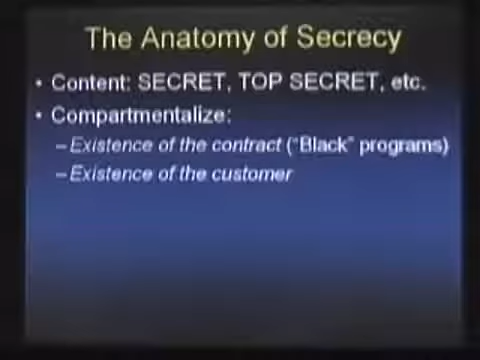 The Anatomy of Secrecy
• Content: SECRET, TOP SECRET, etc.
• Compartmentalize:
–Existence of the contract ("Black" programs)
–Existence of the customer